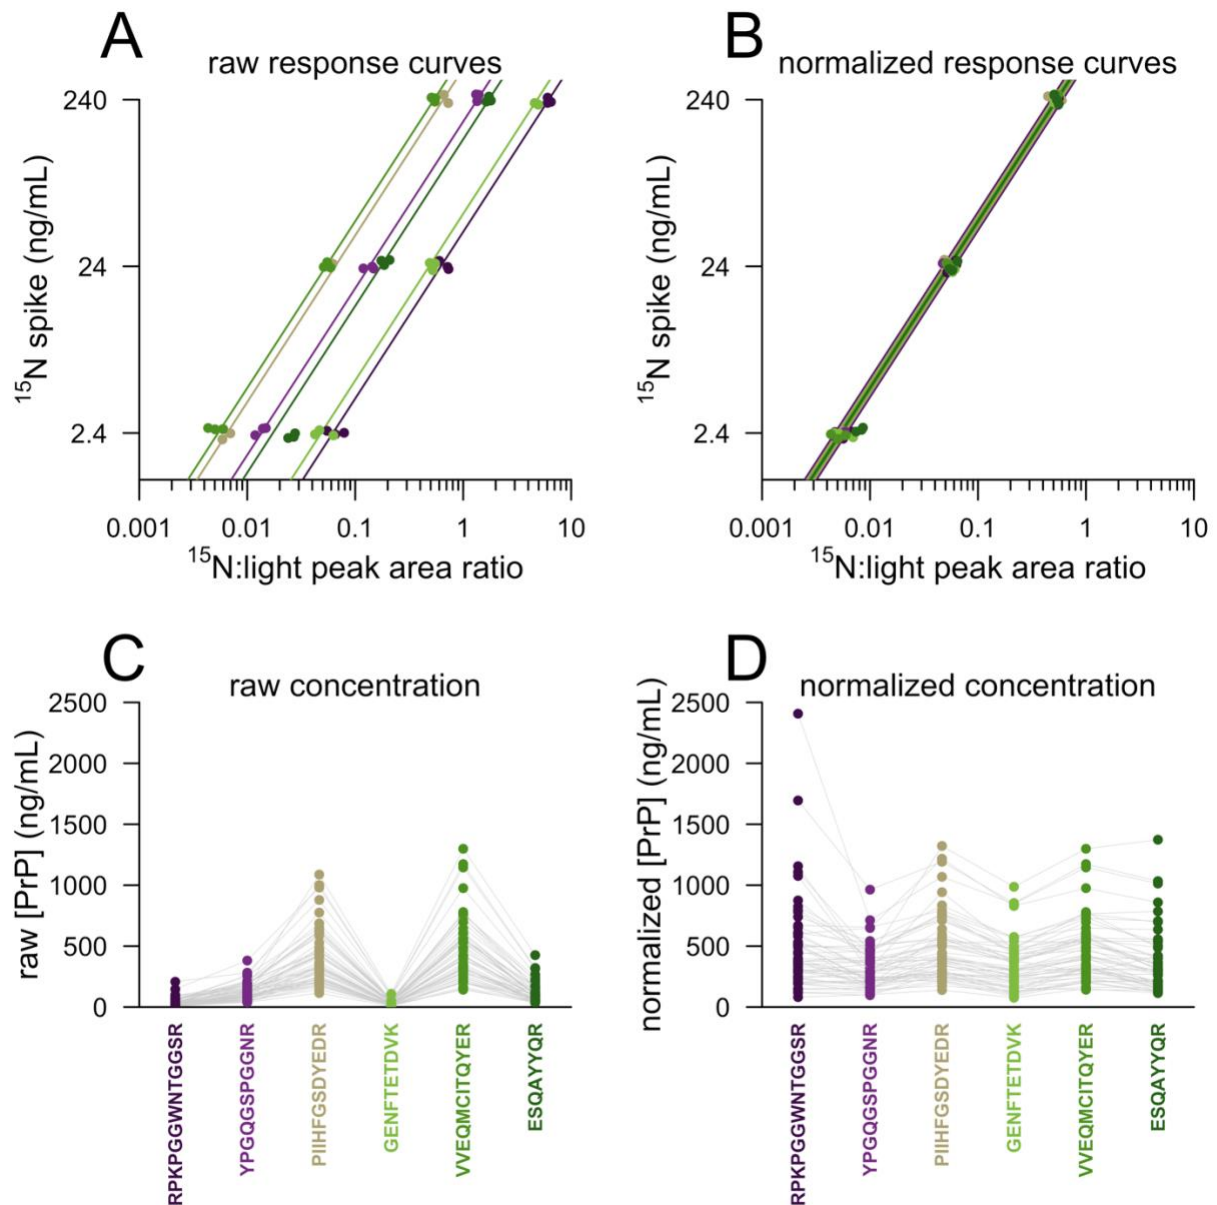 A
raw response curves
240
24
2.4
¹⁵N spike (ng/mL)
0.001 0.01 0.1 1 10
¹⁵N:light peak area ratio
B
normalized response curves
240
24
2.4
¹⁵N spike (ng/mL)
0.001 0.01 0.1 1 10
¹⁵N:light peak area ratio
C
raw concentration
2500
2000
1500
1000
500
0
raw [PrP] (ng/mL)
RPKPGGWNTGGSR
YPGQGSPGGNR
PIIHFGSDYEDR
GENFTETDVK
VVEQMCITQYER
ESQAYYQR
D
normalized concentration
2500
2000
1500
1000
500
0
normalized [PrP] (ng/mL)
RPKPGGWNTGGSR
YPGQGSPGGNR
PIIHFGSDYEDR
GENFTETDVK
VVEQMCITQYER
ESQAYYQR